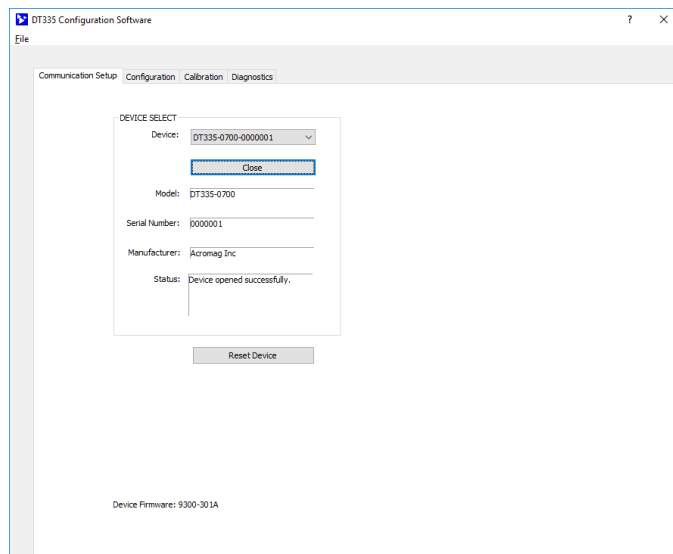 DT335 Configuration Software
? ×
File
Communication Setup Configuration Calibration Diagnostics
DEVICE SELECT
Device: DT335-0700-0000001
Close
Model: DT335-0700
Serial Number: 0000001
Manufacturer: Acromag Inc
Status: Device opened successfully.
Reset Device
Device Firmware: 9300-301A